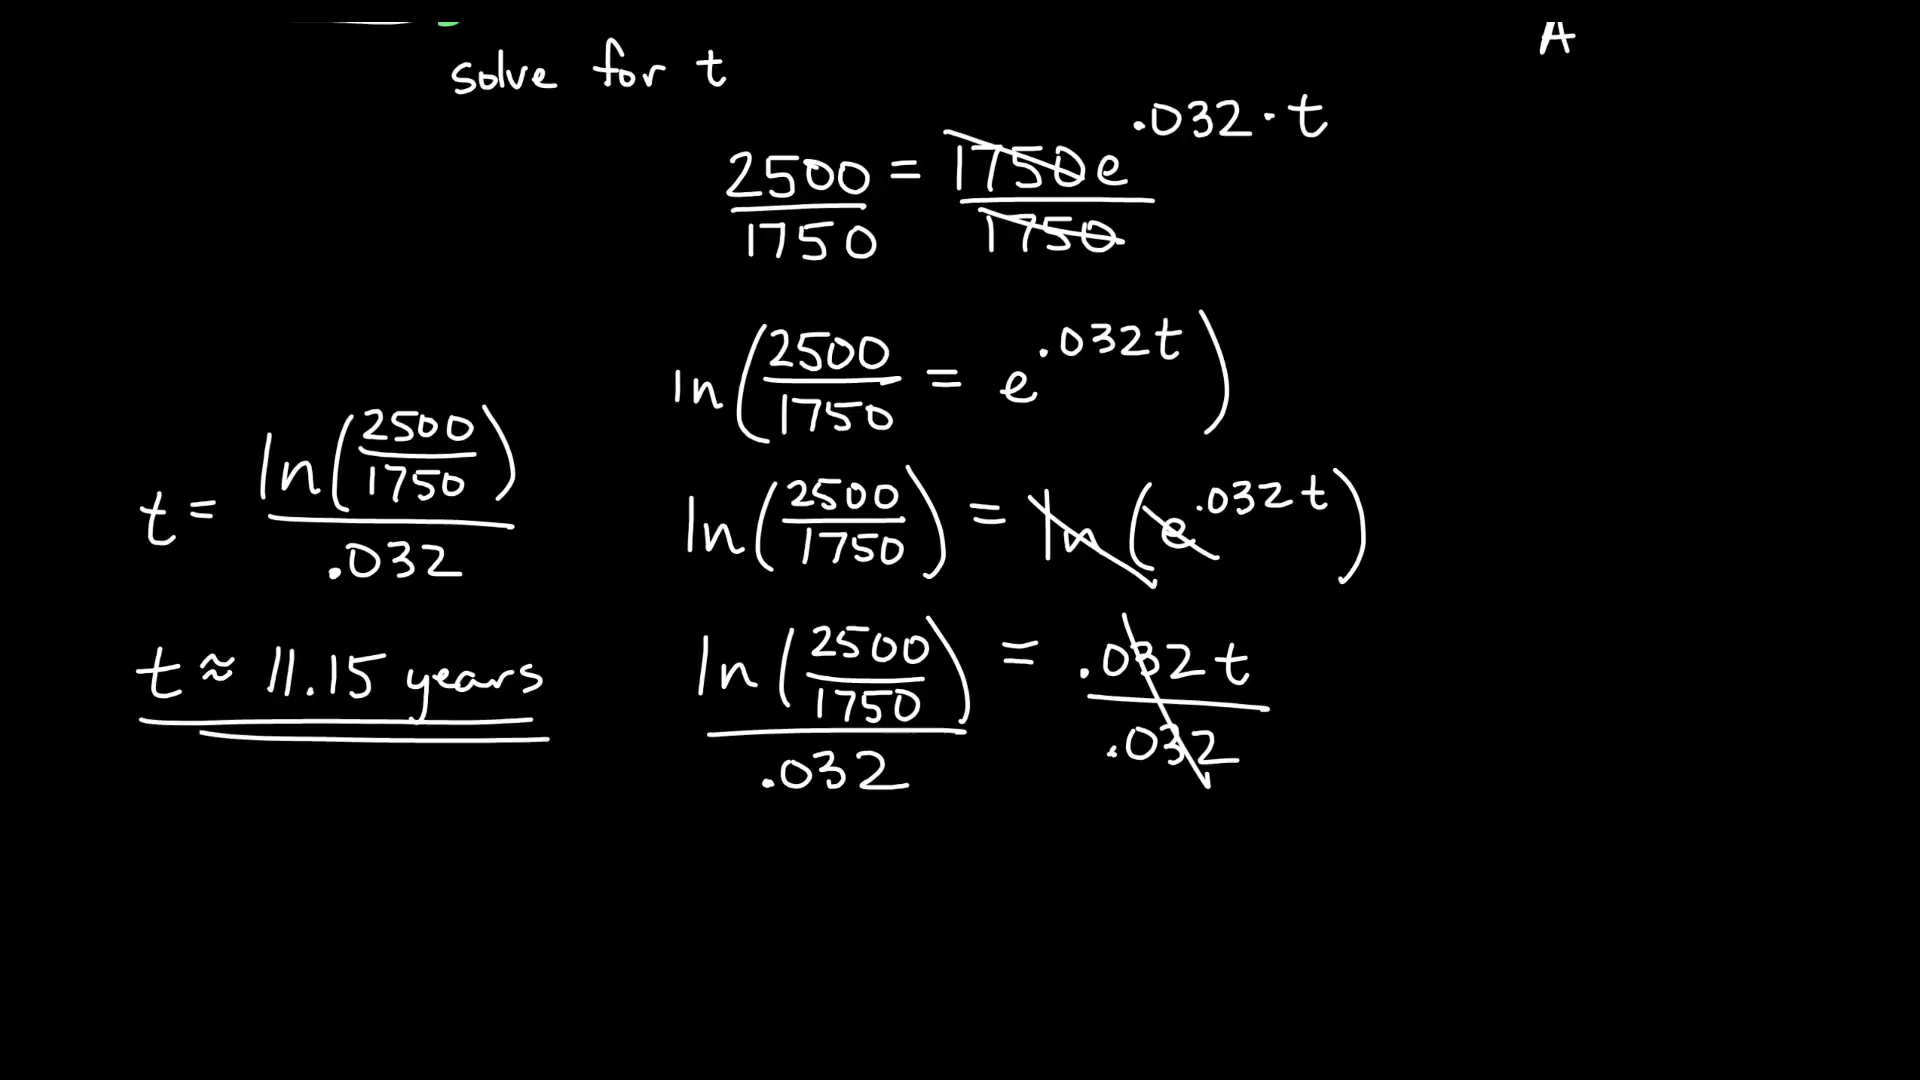 A
solve for t
2500/1750 = 1750e^(.032·t)/1750
ln(2500/1750 = e^(.032t))
ln(2500/1750) = ln(e^(.032t))
ln(2500/1750)/.032 = .032t/.032
t = ln(2500/1750)/.032
t ≈ 11.15 years